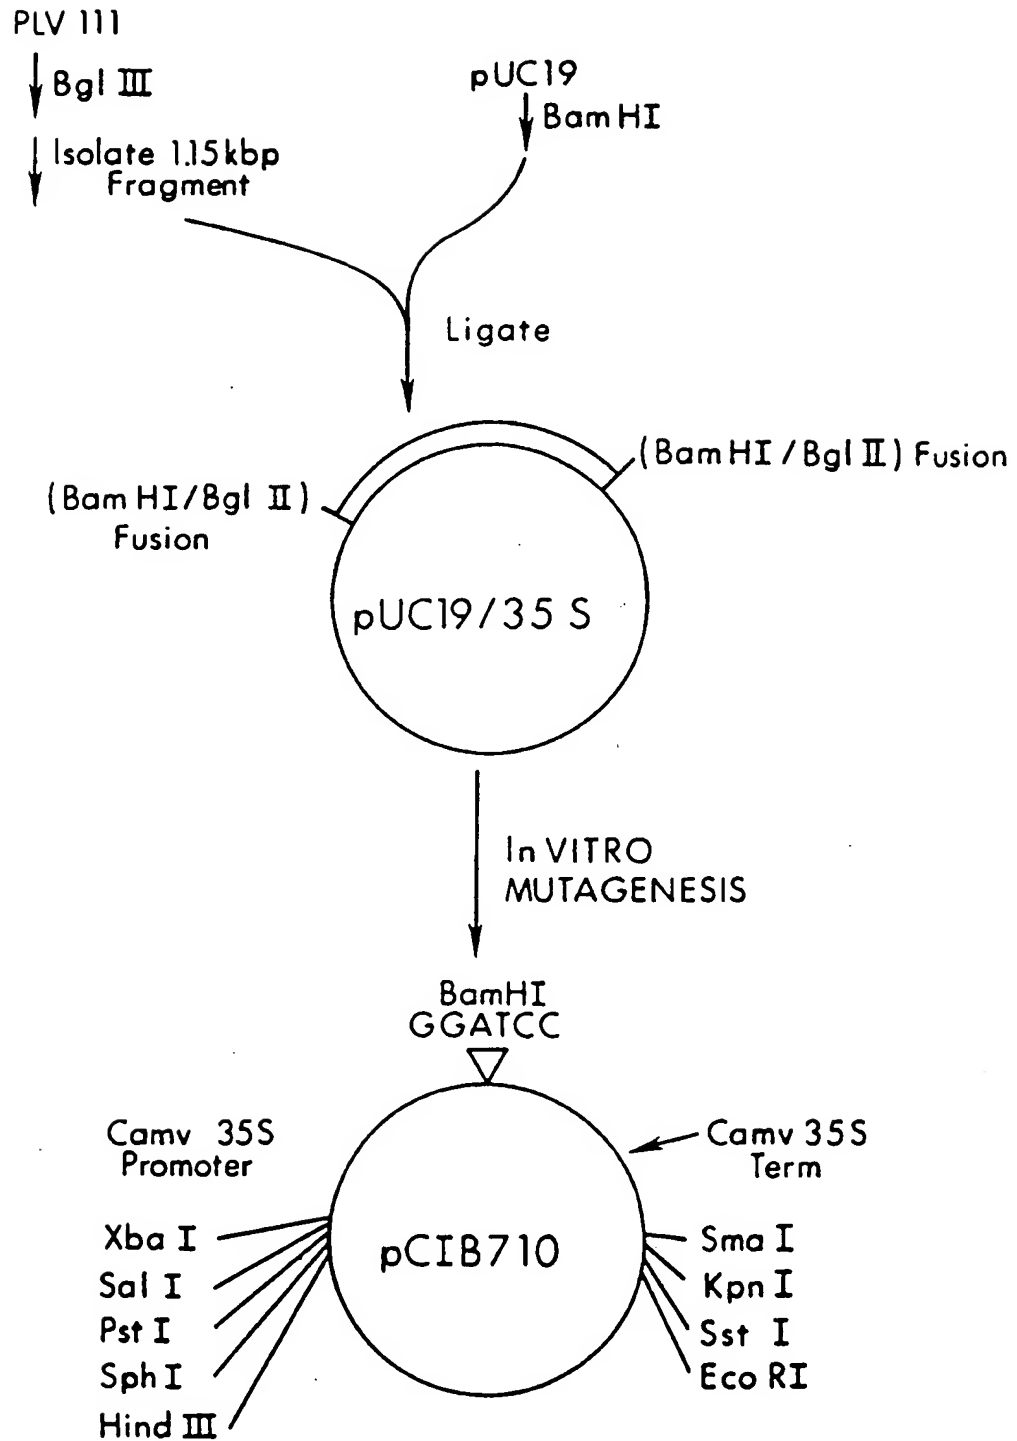 PLV 111
Bgl III
Isolate 1.15kbp
Fragment
pUC19
Bam HI
Ligate
(Bam HI/Bgl II)
Fusion
(Bam HI/Bgl II) Fusion
pUC19/35 S
In VITRO
MUTAGENESIS
BamHI
GGATCC
Camv 35S
Promoter
Camv 35S
Term
pCIB710
Xba I
Sal I
Pst I
Sph I
Hind III
Sma I
Kpn I
Sst I
Eco RI